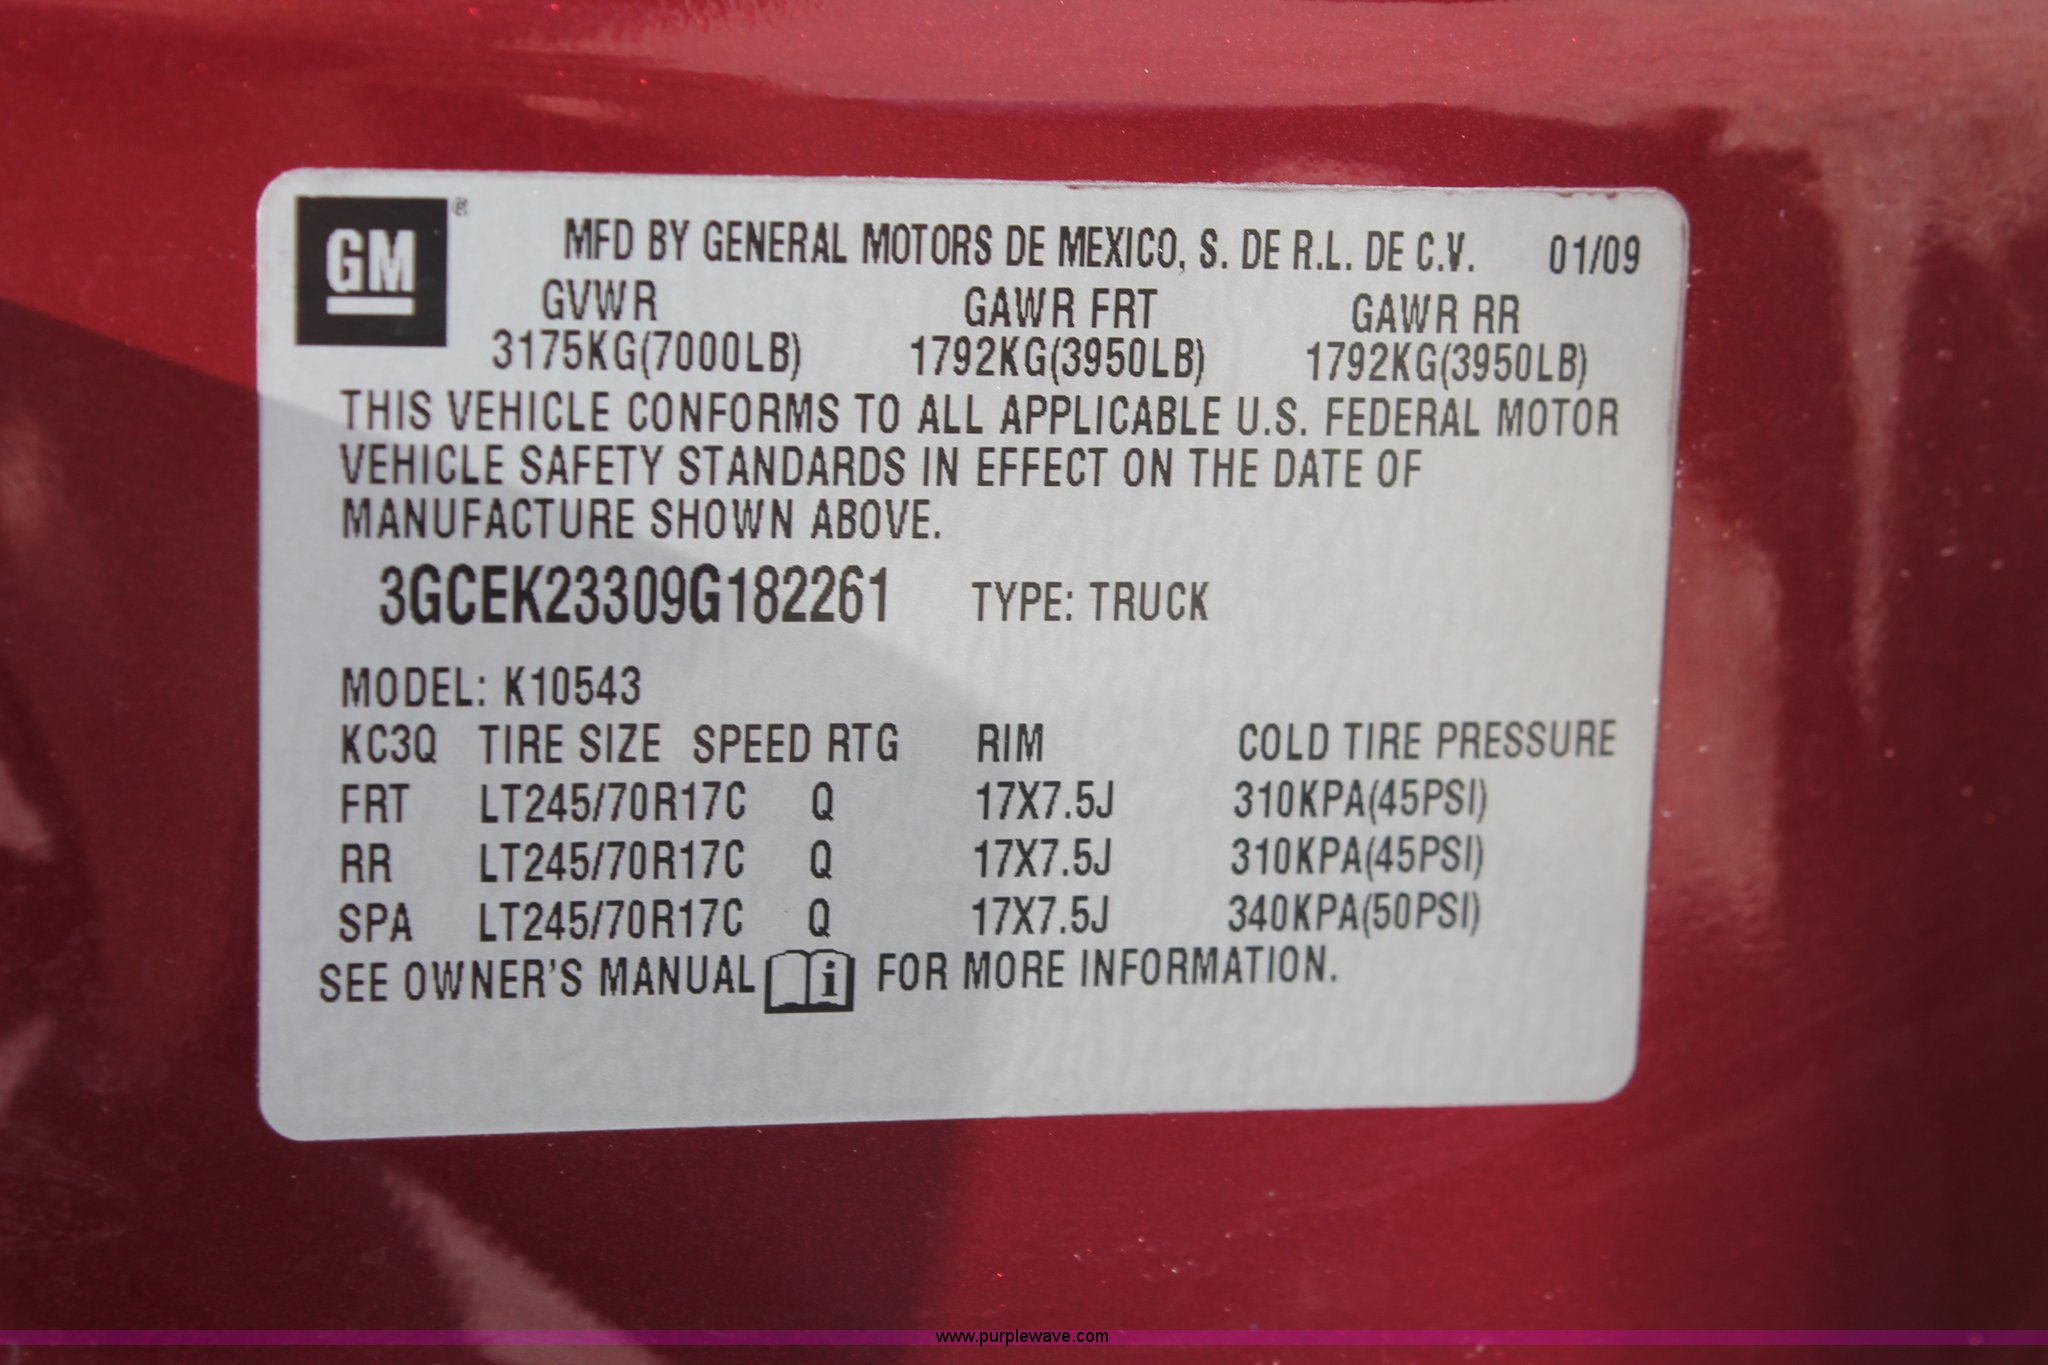 GM ®
MFD BY GENERAL MOTORS DE MEXICO, S. DE R.L. DE C.V. 01/09
GVWR GAWR FRT GAWR RR
3175KG(7000LB) 1792KG(3950LB) 1792KG(3950LB)
THIS VEHICLE CONFORMS TO ALL APPLICABLE U.S. FEDERAL MOTOR
VEHICLE SAFETY STANDARDS IN EFFECT ON THE DATE OF
MANUFACTURE SHOWN ABOVE.
3GCEK23309G182261 TYPE: TRUCK
MODEL: K10543
KC3Q TIRE SIZE SPEED RTG RIM COLD TIRE PRESSURE
FRT LT245/70R17C Q 17X7.5J 310KPA(45PSI)
RR LT245/70R17C Q 17X7.5J 310KPA(45PSI)
SPA LT245/70R17C Q 17X7.5J 340KPA(50PSI)
SEE OWNER'S MANUAL i FOR MORE INFORMATION.
www.purplewave.com